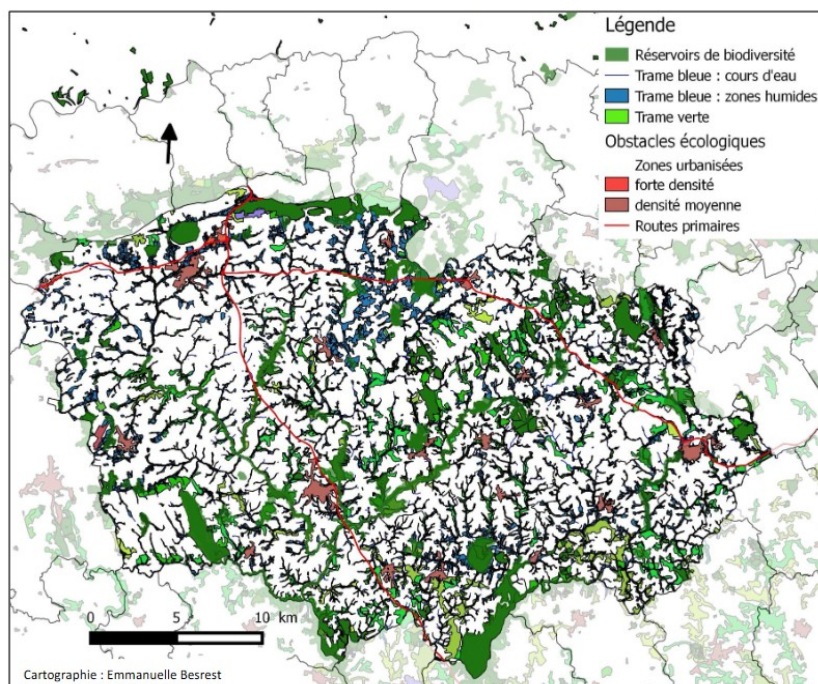 Légende
Réservoirs de biodiversité
Trame bleue : cours d'eau
Trame bleue : zones humides
Trame verte
Obstacles écologiques
Zones urbanisées
forte densité
densité moyenne
Routes primaires
0 5 10 km
Cartographie : Emmanuelle Besrest